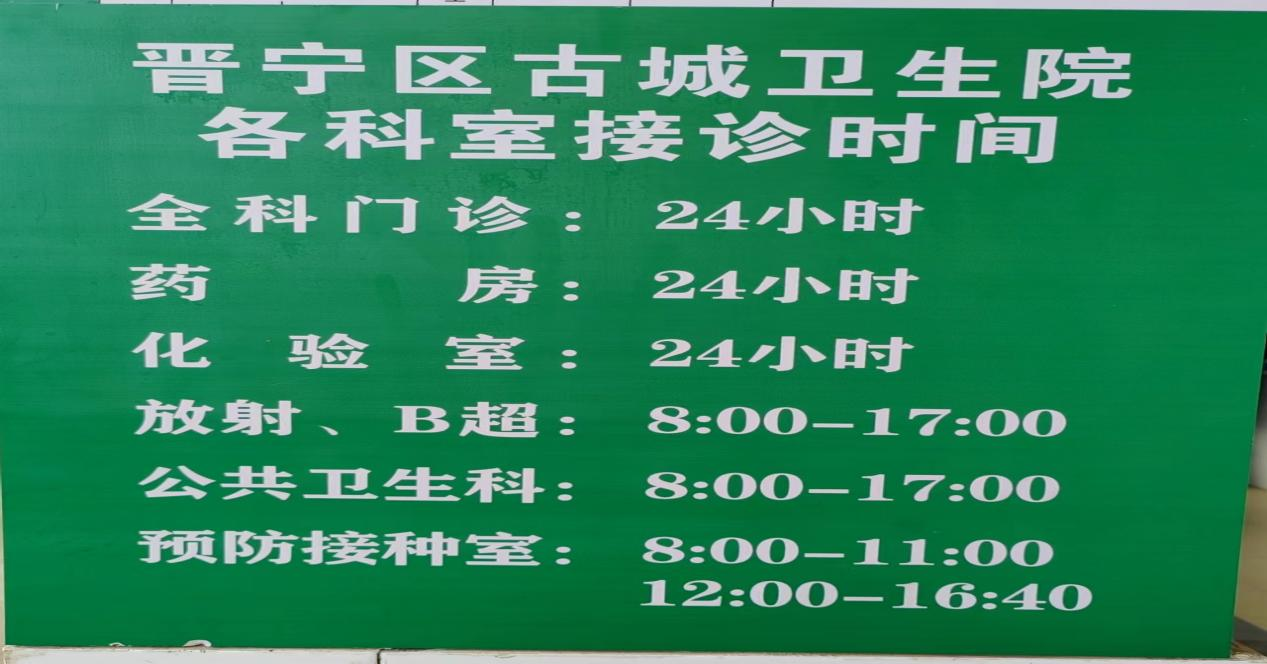 晋宁区古城卫生院
各科室接诊时间
全科门诊： 24小时
药房： 24小时
化验室： 24小时
放射、B超： 8:00-17:00
公共卫生科： 8:00-17:00
预防接种室： 8:00-11:00
12:00-16:40